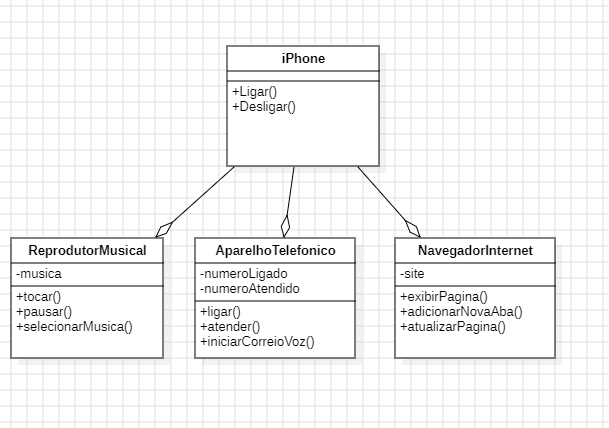 iPhone
+Ligar()
+Desligar()
ReprodutorMusical
-musica
+tocar()
+pausar()
+selecionarMusica()
AparelhoTelefonico
-numeroLigado
-numeroAtendido
+ligar()
+atender()
+iniciarCorreioVoz()
NavegadorInternet
-site
+exibirPagina()
+adicionarNovaAba()
+atualizarPagina()